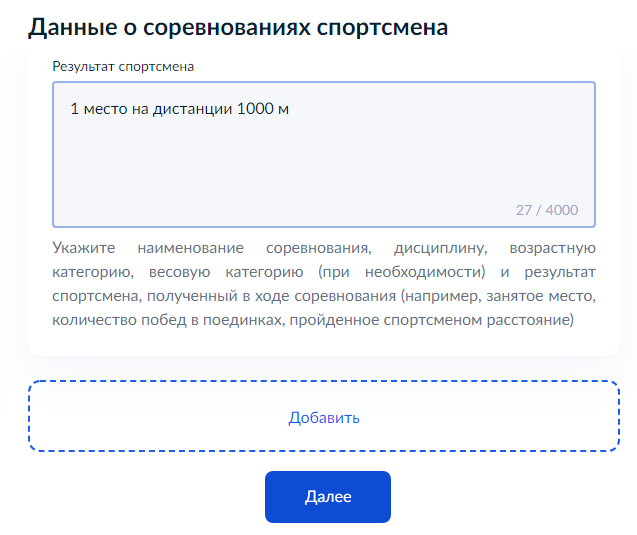 Данные о соревнованиях спортсмена
Результат спортсмена
1 место на дистанции 1000 м
27 / 4000
Укажите наименование соревнования, дисциплину, возрастную
категорию, весовую категорию (при необходимости) и результат
спортсмена, полученный в ходе соревнования (например, занятое место,
количество побед в поединках, пройденное спортсменом расстояние)
Добавить
Далее